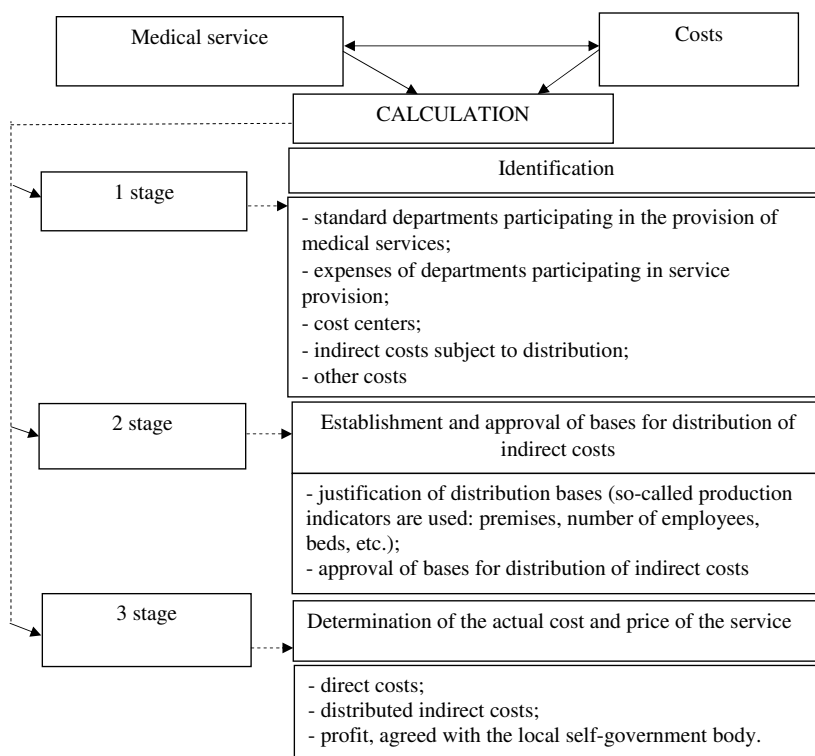 Medical service
Costs
CALCULATION
Identification
1 stage
- standard departments participating in the provision of
medical services;
- expenses of departments participating in service
provision;
- cost centers;
- indirect costs subject to distribution;
- other costs
2 stage
Establishment and approval of bases for distribution of
indirect costs
- justification of distribution bases (so-called production
indicators are used: premises, number of employees,
beds, etc.);
- approval of bases for distribution of indirect costs
3 stage
Determination of the actual cost and price of the service
- direct costs;
- distributed indirect costs;
- profit, agreed with the local self-government body.